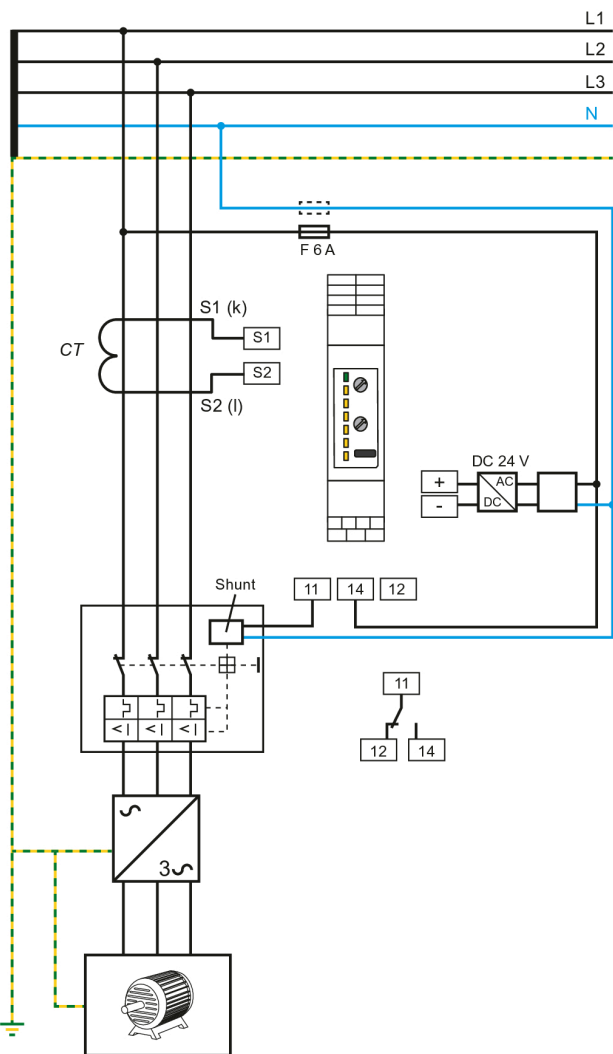 L1
L2
L3
N
F 6 A
S1 (k)
S1
CT
S2
S2 (l)
DC 24 V
+
AC
DC
-
Shunt
11
14
12
11
12
14
3